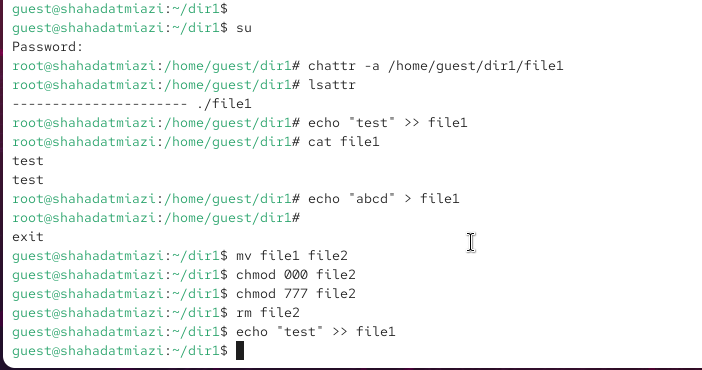 guest@shahadatmiazi:~/dir1$
guest@shahadatmiazi:~/dir1$ su
Password:
root@shahadatmiazi:/home/guest/dir1# chattr -a /home/guest/dir1/file1
root@shahadatmiazi:/home/guest/dir1# lsattr
---------------------- ./file1
root@shahadatmiazi:/home/guest/dir1# echo "test" >> file1
root@shahadatmiazi:/home/guest/dir1# cat file1
test
test
root@shahadatmiazi:/home/guest/dir1# echo "abcd" > file1
root@shahadatmiazi:/home/guest/dir1#
exit
guest@shahadatmiazi:~/dir1$ mv file1 file2
guest@shahadatmiazi:~/dir1$ chmod 000 file2
guest@shahadatmiazi:~/dir1$ chmod 777 file2
guest@shahadatmiazi:~/dir1$ rm file2
guest@shahadatmiazi:~/dir1$ echo "test" >> file1
guest@shahadatmiazi:~/dir1$